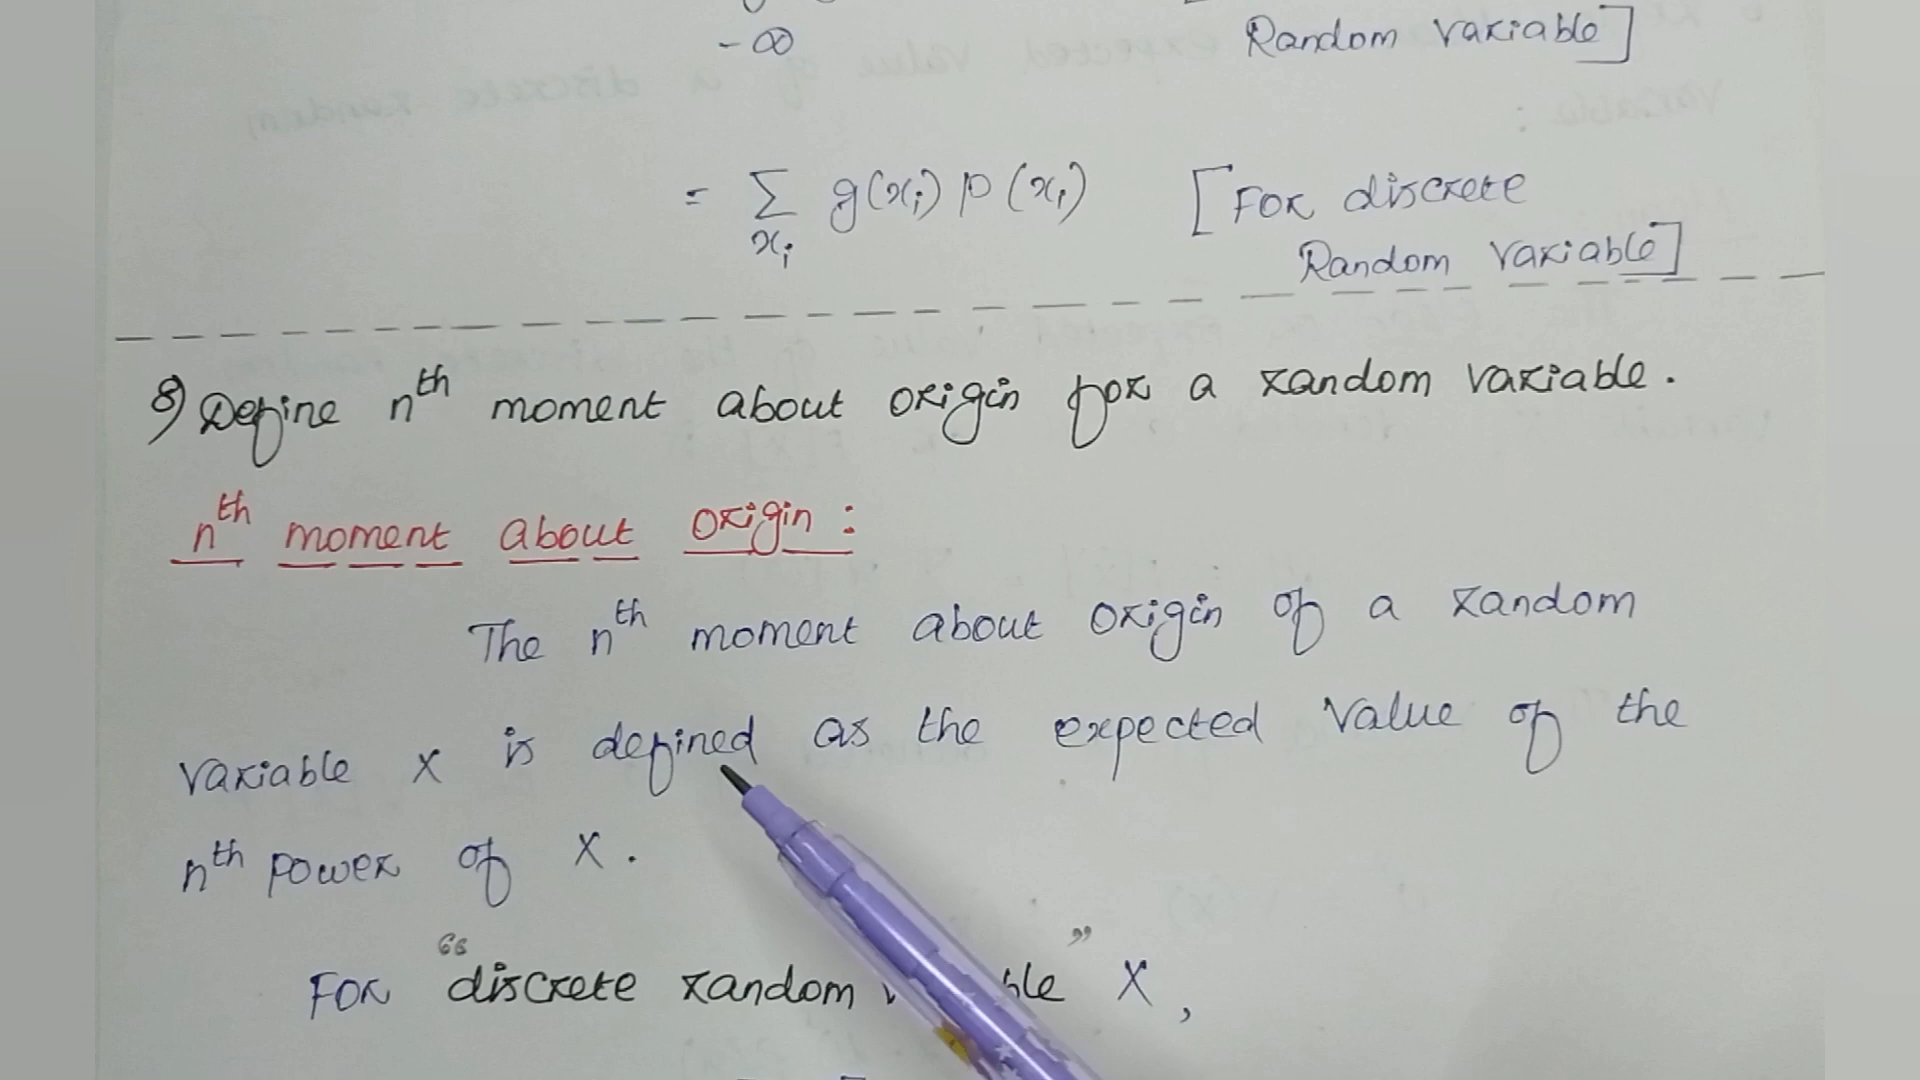 -∞
Random variable]
= Σ g(xi) p(xi) [For discrete
xi
Random variable]
8) Define nth moment about origin for a random variable.
nth moment about origin :
The nth moment about origin of a random
variable X is defined as the expected value of the
nth power of X.
For "discrete random ble" X,